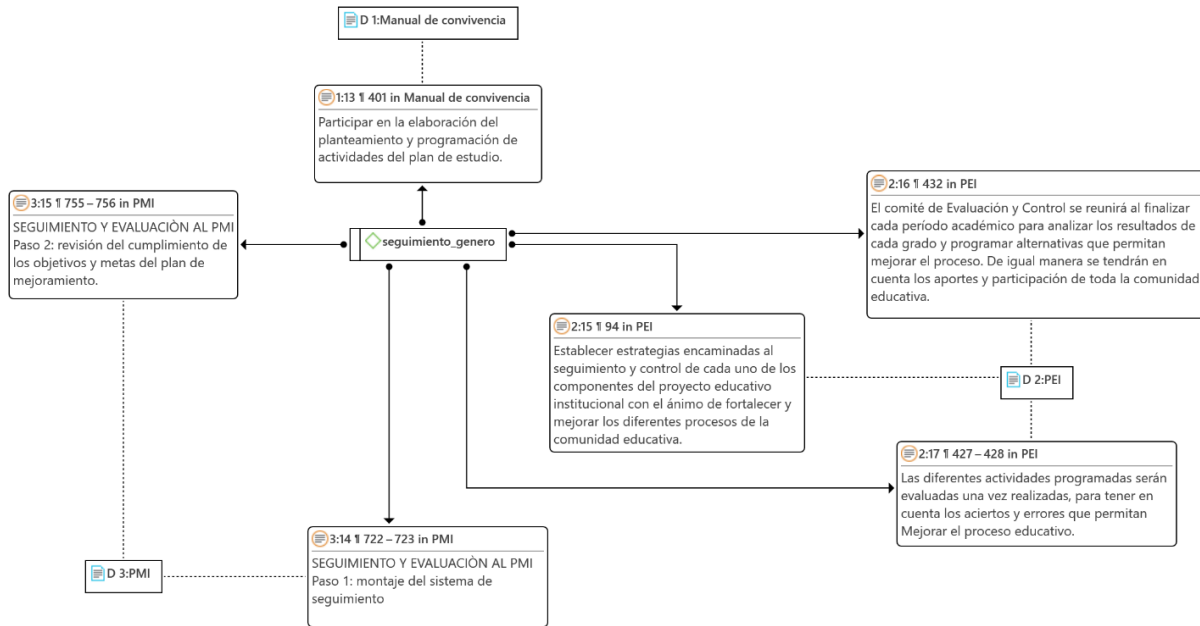 D 1:Manual de convivencia
1:13 ¶ 401 in Manual de convivencia
Participar en la elaboración del
planteamiento y programación de
actividades del plan de estudio.
3:15 ¶ 755 – 756 in PMI
SEGUIMIENTO Y EVALUACIÒN AL PMI
Paso 2: revisión del cumplimiento de
los objetivos y metas del plan de
mejoramiento.
seguimiento_genero
2:16 ¶ 432 in PEI
El comité de Evaluación y Control se reunirá al finalizar
cada período académico para analizar los resultados de
cada grado y programar alternativas que permitan
mejorar el proceso. De igual manera se tendrán en
cuenta los aportes y participación de toda la comunidad
educativa.
2:15 ¶ 94 in PEI
Establecer estrategias encaminadas al
seguimiento y control de cada uno de los
componentes del proyecto educativo
institucional con el ánimo de fortalecer y
mejorar los diferentes procesos de la
comunidad educativa.
D 2:PEI
2:17 ¶ 427 – 428 in PEI
Las diferentes actividades programadas serán
evaluadas una vez realizadas, para tener en
cuenta los aciertos y errores que permitan
Mejorar el proceso educativo.
3:14 ¶ 722 – 723 in PMI
SEGUIMIENTO Y EVALUACIÒN AL PMI
Paso 1: montaje del sistema de
seguimiento
D 3:PMI